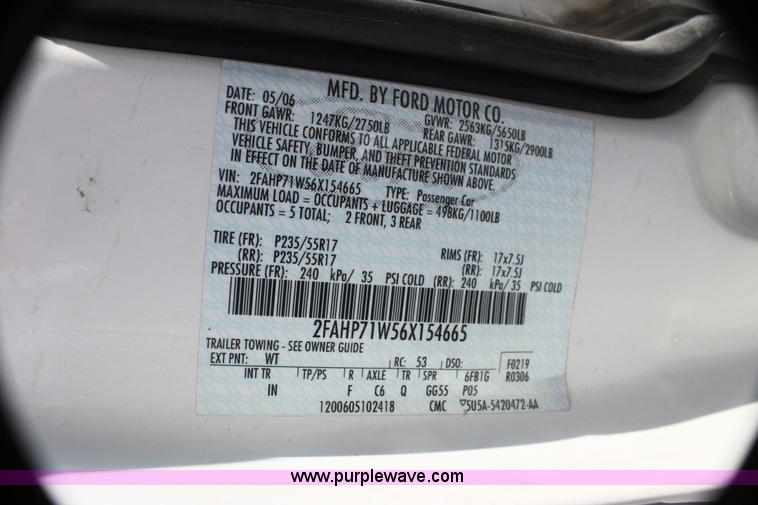 MFD. BY FORD MOTOR CO.
DATE: 05/06 GVWR: 2563KG/5650LB
FRONT GAWR: 1247KG/2750LB REAR GAWR: 1315KG/2900LB
THIS VEHICLE CONFORMS TO ALL APPLICABLE FEDERAL MOTOR
VEHICLE SAFETY, BUMPER, AND THEFT PREVENTION STANDARDS
IN EFFECT ON THE DATE OF MANUFACTURE SHOWN ABOVE.
VIN: 2FAHP71W56X154665 TYPE: Passenger Car
MAXIMUM LOAD = OCCUPANTS + LUGGAGE = 498KG/1100LB
OCCUPANTS = 5 TOTAL; 2 FRONT, 3 REAR
TIRE (FR): P235/55R17 RIMS (FR): 17x7.5J
(RR): P235/55R17 (RR): 17x7.5J
PRESSURE (FR): 240 kPa/ 35 PSI COLD (RR): 240 kPa/ 35 PSI COLD
2FAHP71W56X154665
TRAILER TOWING - SEE OWNER GUIDE
EXT PNT: WT RC: 53 DSO: F0219
INT TR TP/PS R AXLE TR SPR 6FB1G R0306
IN F C6 Q GG55 P05
1200605102418 CMC ▽5U5A-5420472-AA
www.purplewave.com